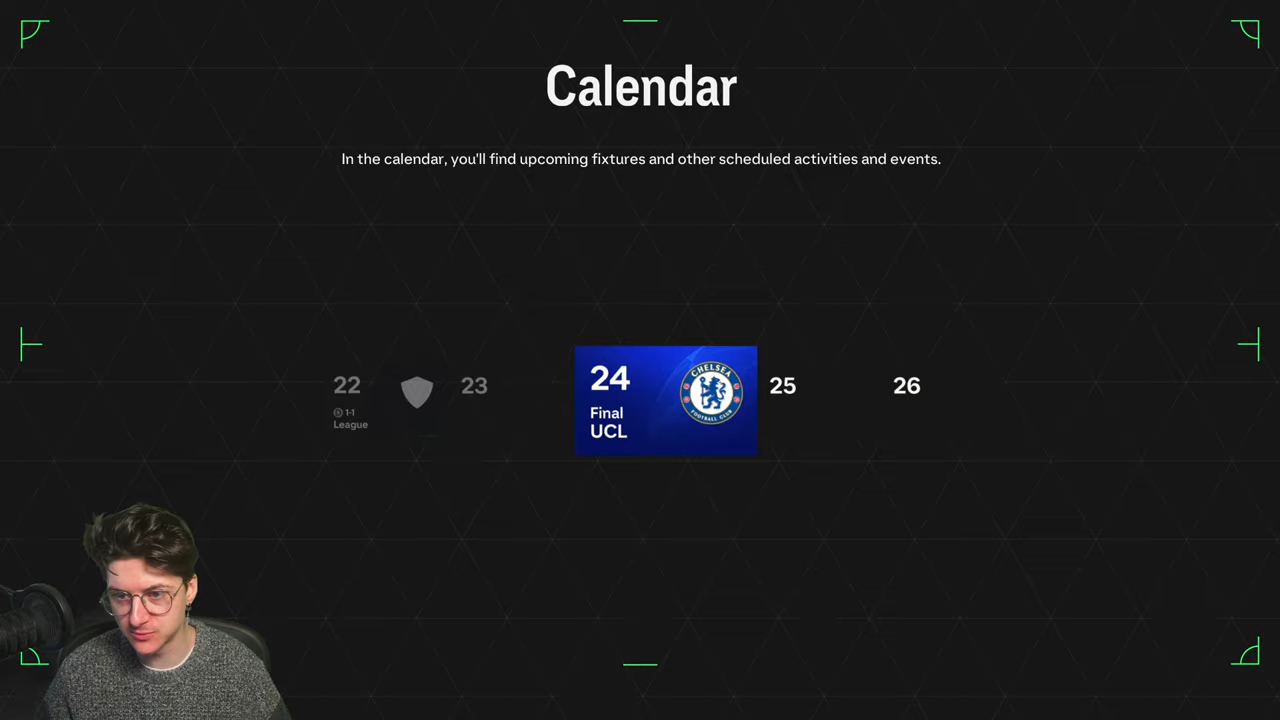 Calendar
In the calendar, you'll find upcoming fixtures and other scheduled activities and events.
22
1-1
League
23
24
Final
UCL
CHELSEA
FOOTBALL CLUB
25
26